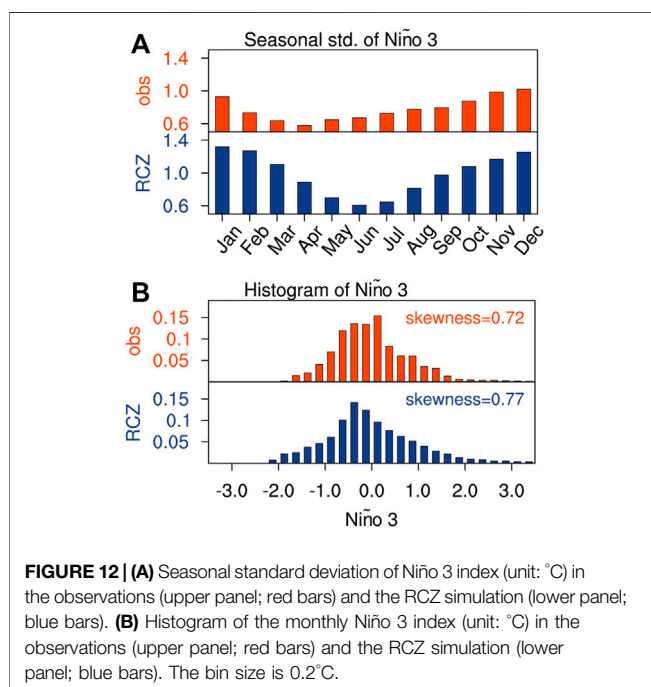 A
Seasonal std. of Niño 3
obs
1.4
1.0
0.6
RCZ
1.4
1.0
0.6
Jan Feb Mar Apr May Jun Jul Aug Sep Oct Nov Dec
B
Histogram of Niño 3
obs
0.15
0.1
0.05
skewness=0.72
RCZ
0.15
0.1
0.05
skewness=0.77
-3.0 -2.0 -1.0 0.0 1.0 2.0 3.0
Niño 3
FIGURE 12 | (A) Seasonal standard deviation of Niño 3 index (unit: °C) in
the observations (upper panel; red bars) and the RCZ simulation (lower panel;
blue bars). (B) Histogram of the monthly Niño 3 index (unit: °C) in the
observations (upper panel; red bars) and the RCZ simulation (lower
panel; blue bars). The bin size is 0.2°C.